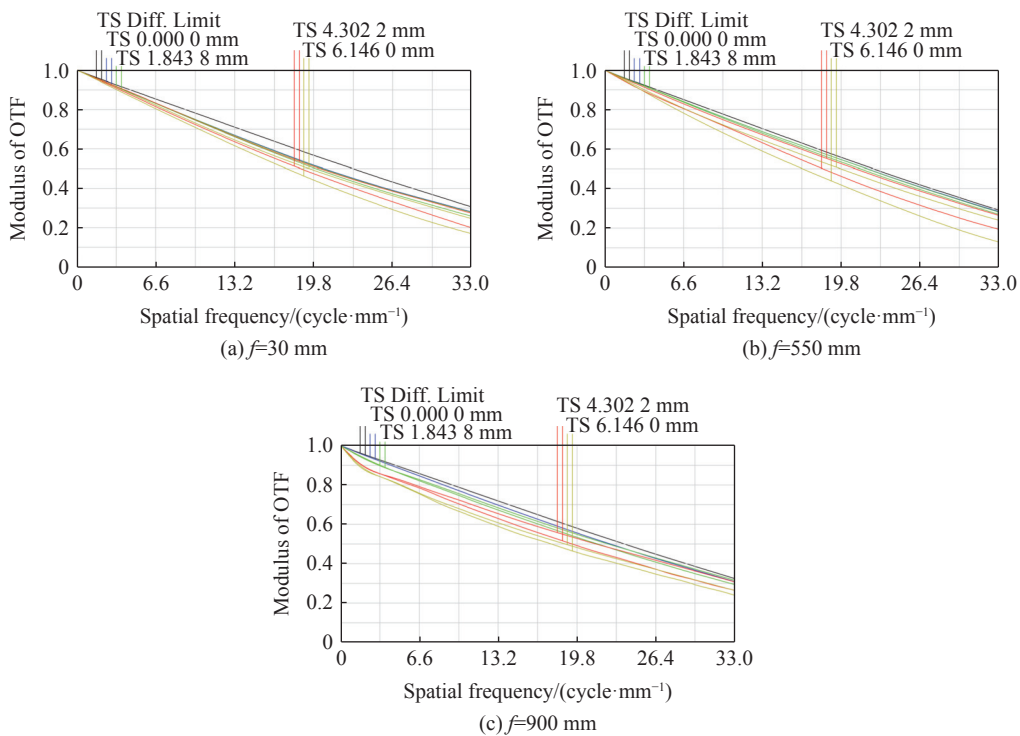 TS Diff. Limit
TS 0.000 0 mm
TS 1.843 8 mm
TS 4.302 2 mm
TS 6.146 0 mm
1.0
0.8
0.6
0.4
0.2
0
Modulus of OTF
0 6.6 13.2 19.8 26.4 33.0
Spatial frequency/(cycle·mm⁻¹)
(a) f=30 mm
TS Diff. Limit
TS 0.000 0 mm
TS 1.843 8 mm
TS 4.302 2 mm
TS 6.146 0 mm
1.0
0.8
0.6
0.4
0.2
0
Modulus of OTF
0 6.6 13.2 19.8 26.4 33.0
Spatial frequency/(cycle·mm⁻¹)
(b) f=550 mm
TS Diff. Limit
TS 0.000 0 mm
TS 1.843 8 mm
TS 4.302 2 mm
TS 6.146 0 mm
1.0
0.8
0.6
0.4
0.2
0
Modulus of OTF
0 6.6 13.2 19.8 26.4 33.0
Spatial frequency/(cycle·mm⁻¹)
(c) f=900 mm